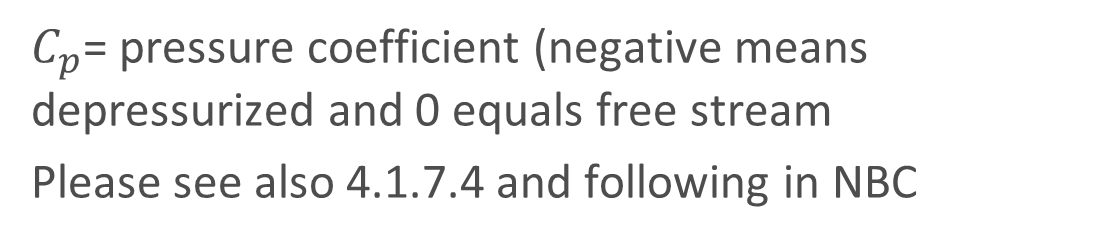 Cp= pressure coefficient (negative means
depressurized and 0 equals free stream
Please see also 4.1.7.4 and following in NBC